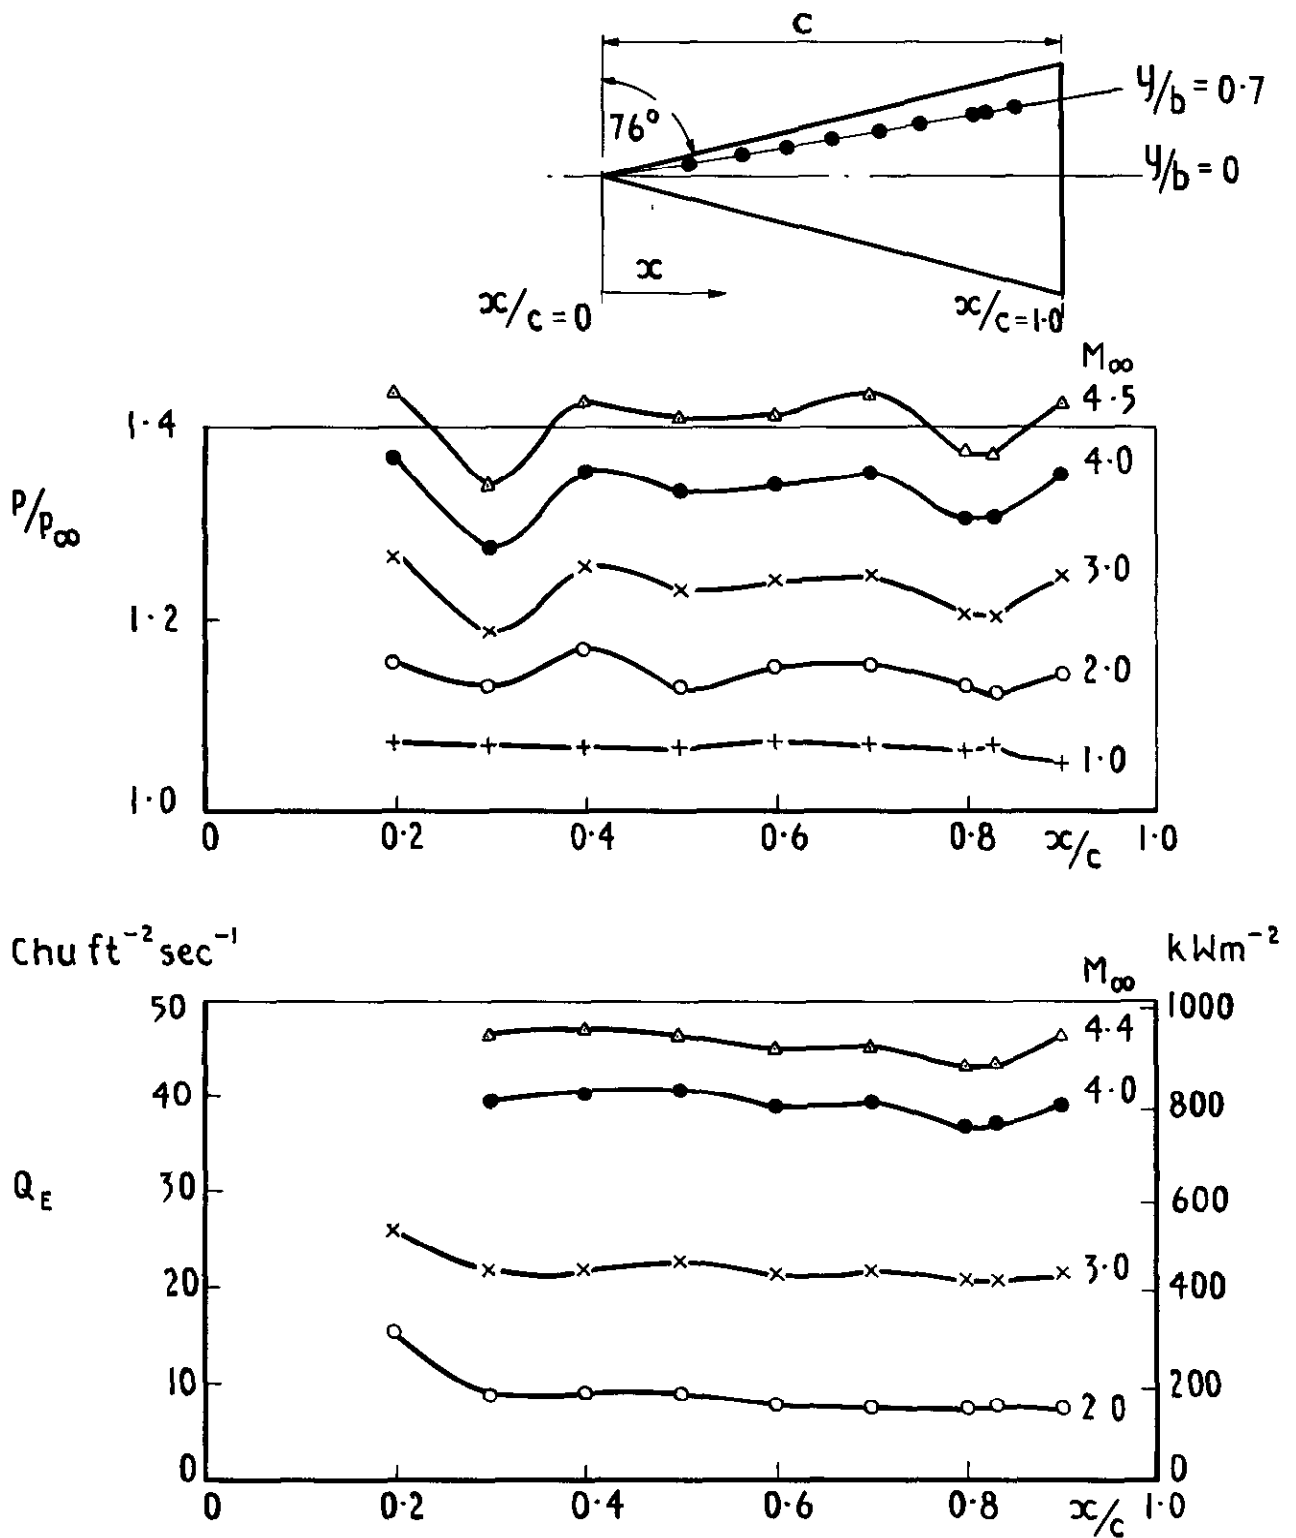 C
76°
y/b = 0·7
y/b = 0
x
x/c = 0
x/c = 1·0
M∞
4·5
1·4
4·0
P/p∞
3·0
1·2
2·0
1·0
1·0
0 0·2 0·4 0·6 0·8 x/c 1·0
Chu ft⁻² sec⁻¹
kWm⁻²
M∞
50 1000
4·4
40 4·0 800
Q_E 30 600
20 3·0 400
10 200
2 0
0 0
0 0·2 0·4 0·6 0·8 x/c 1·0